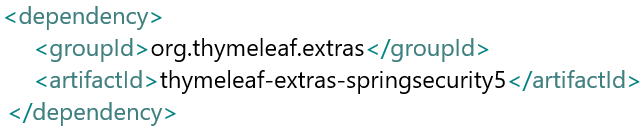 <dependency>
<groupId>org.thymeleaf.extras</groupId>
<artifactId>thymeleaf-extras-springsecurity5</artifactId>
</dependency>